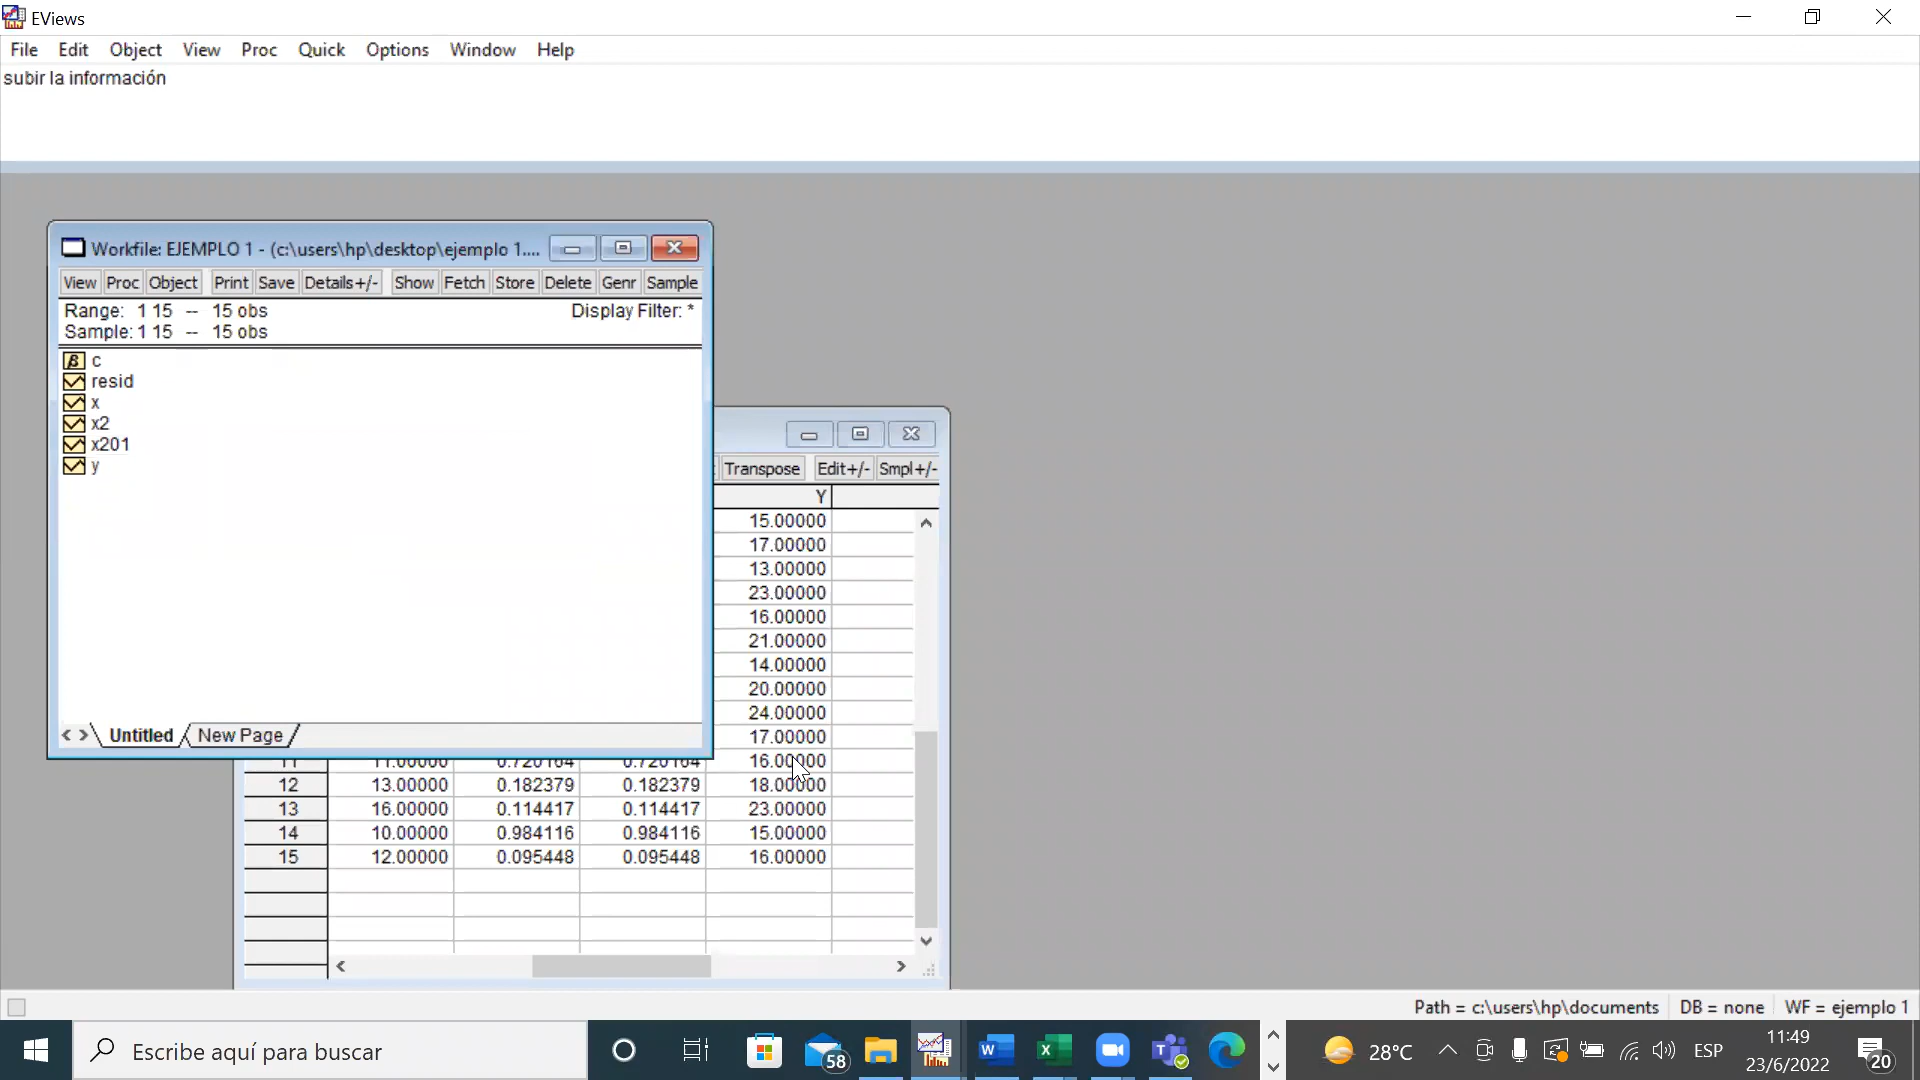 EViews
File Edit Object View Proc Quick Options Window Help
subir la información
Workfile: EJEMPLO 1 - (c:\users\hp\desktop\ejemplo 1....
View Proc Object Print Save Details+/- Show Fetch Store Delete Genr Sample
Range: 1 15 -- 15 obs Display Filter: *
Sample: 1 15 -- 15 obs
β c
resid
x
x2
x201
y
< > Untitled New Page
Transpose Edit+/- Smpl+/-
Y
15.00000
17.00000
13.00000
23.00000
16.00000
21.00000
14.00000
20.00000
24.00000
17.00000
11 11.00000 0.720164 0.720164 16.00000
12 13.00000 0.182379 0.182379 18.00000
13 16.00000 0.114417 0.114417 23.00000
14 10.00000 0.984116 0.984116 15.00000
15 12.00000 0.095448 0.095448 16.00000
Path = c:\users\hp\documents DB = none WF = ejemplo 1
Escribe aquí para buscar 58 28°C ESP 11:49
23/6/2022 20